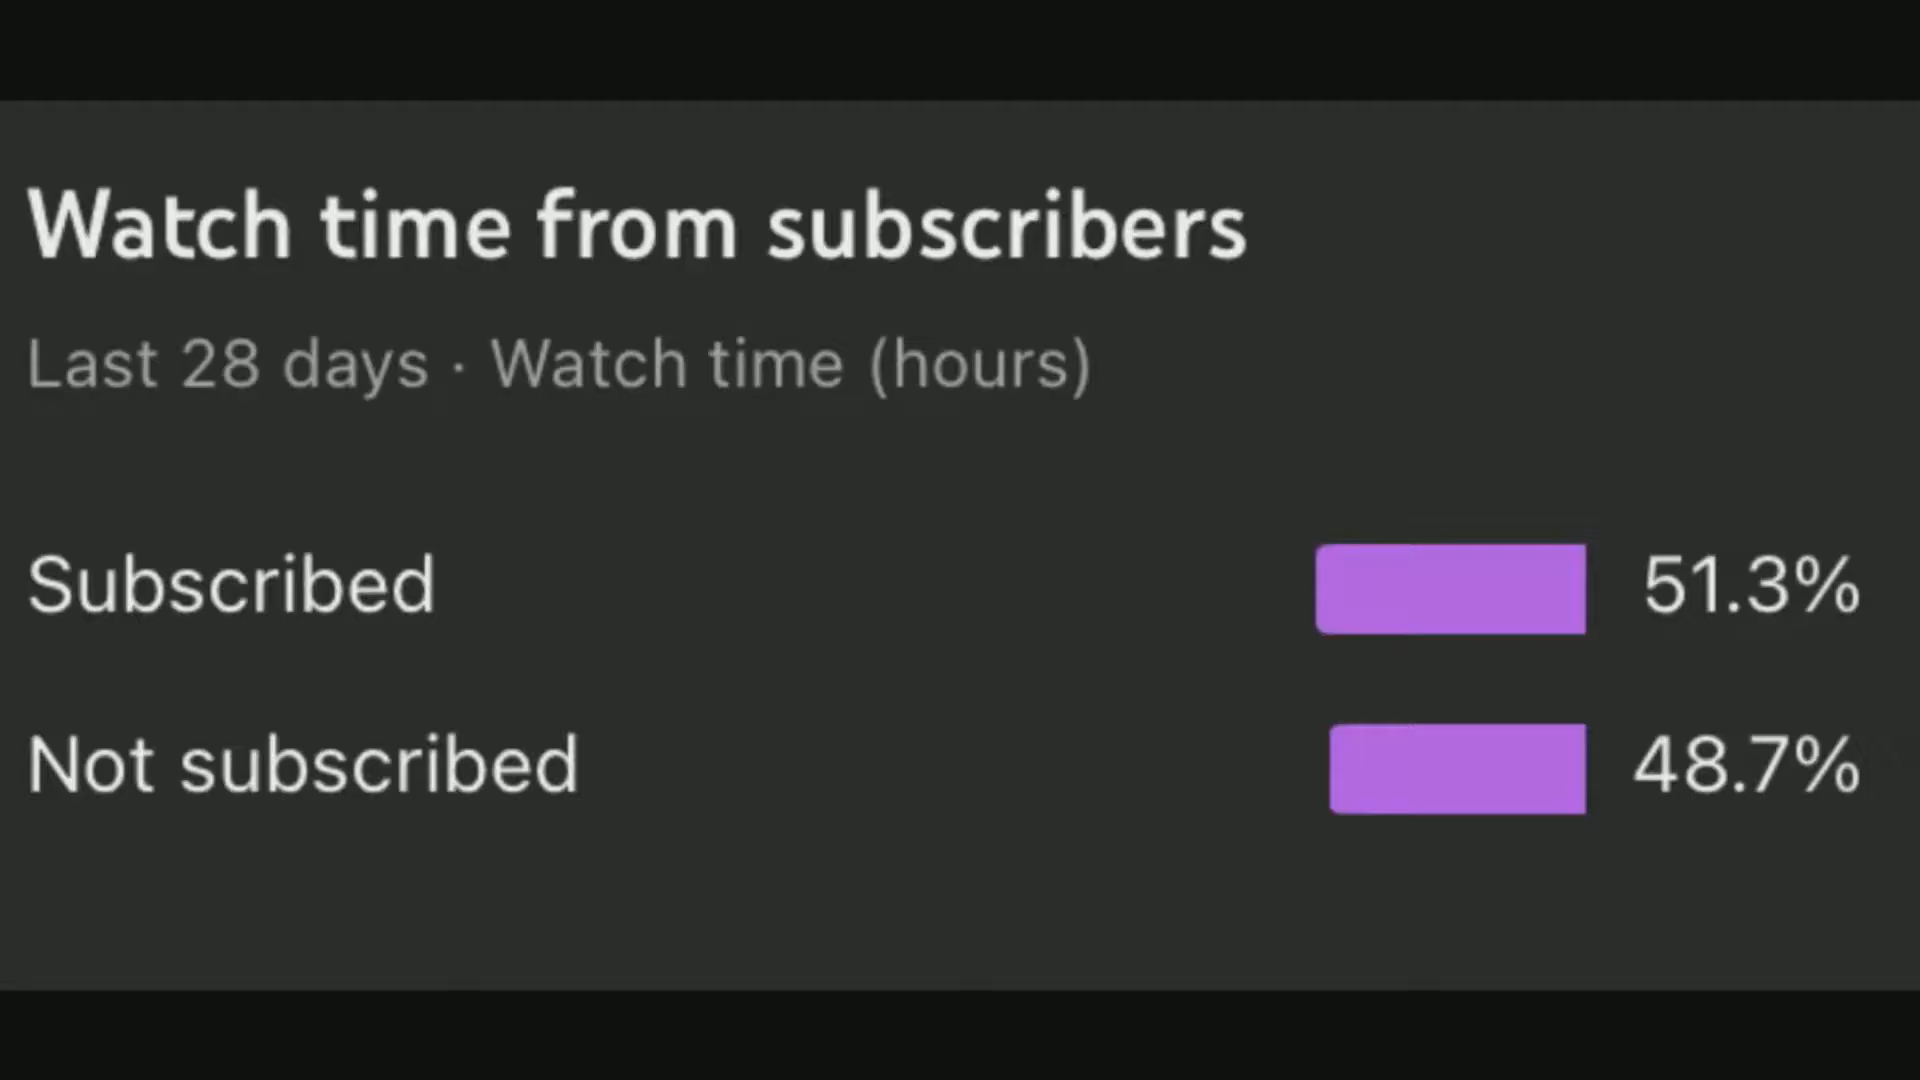 Watch time from subscribers
Last 28 days · Watch time (hours)
Subscribed 51.3%
Not subscribed 48.7%